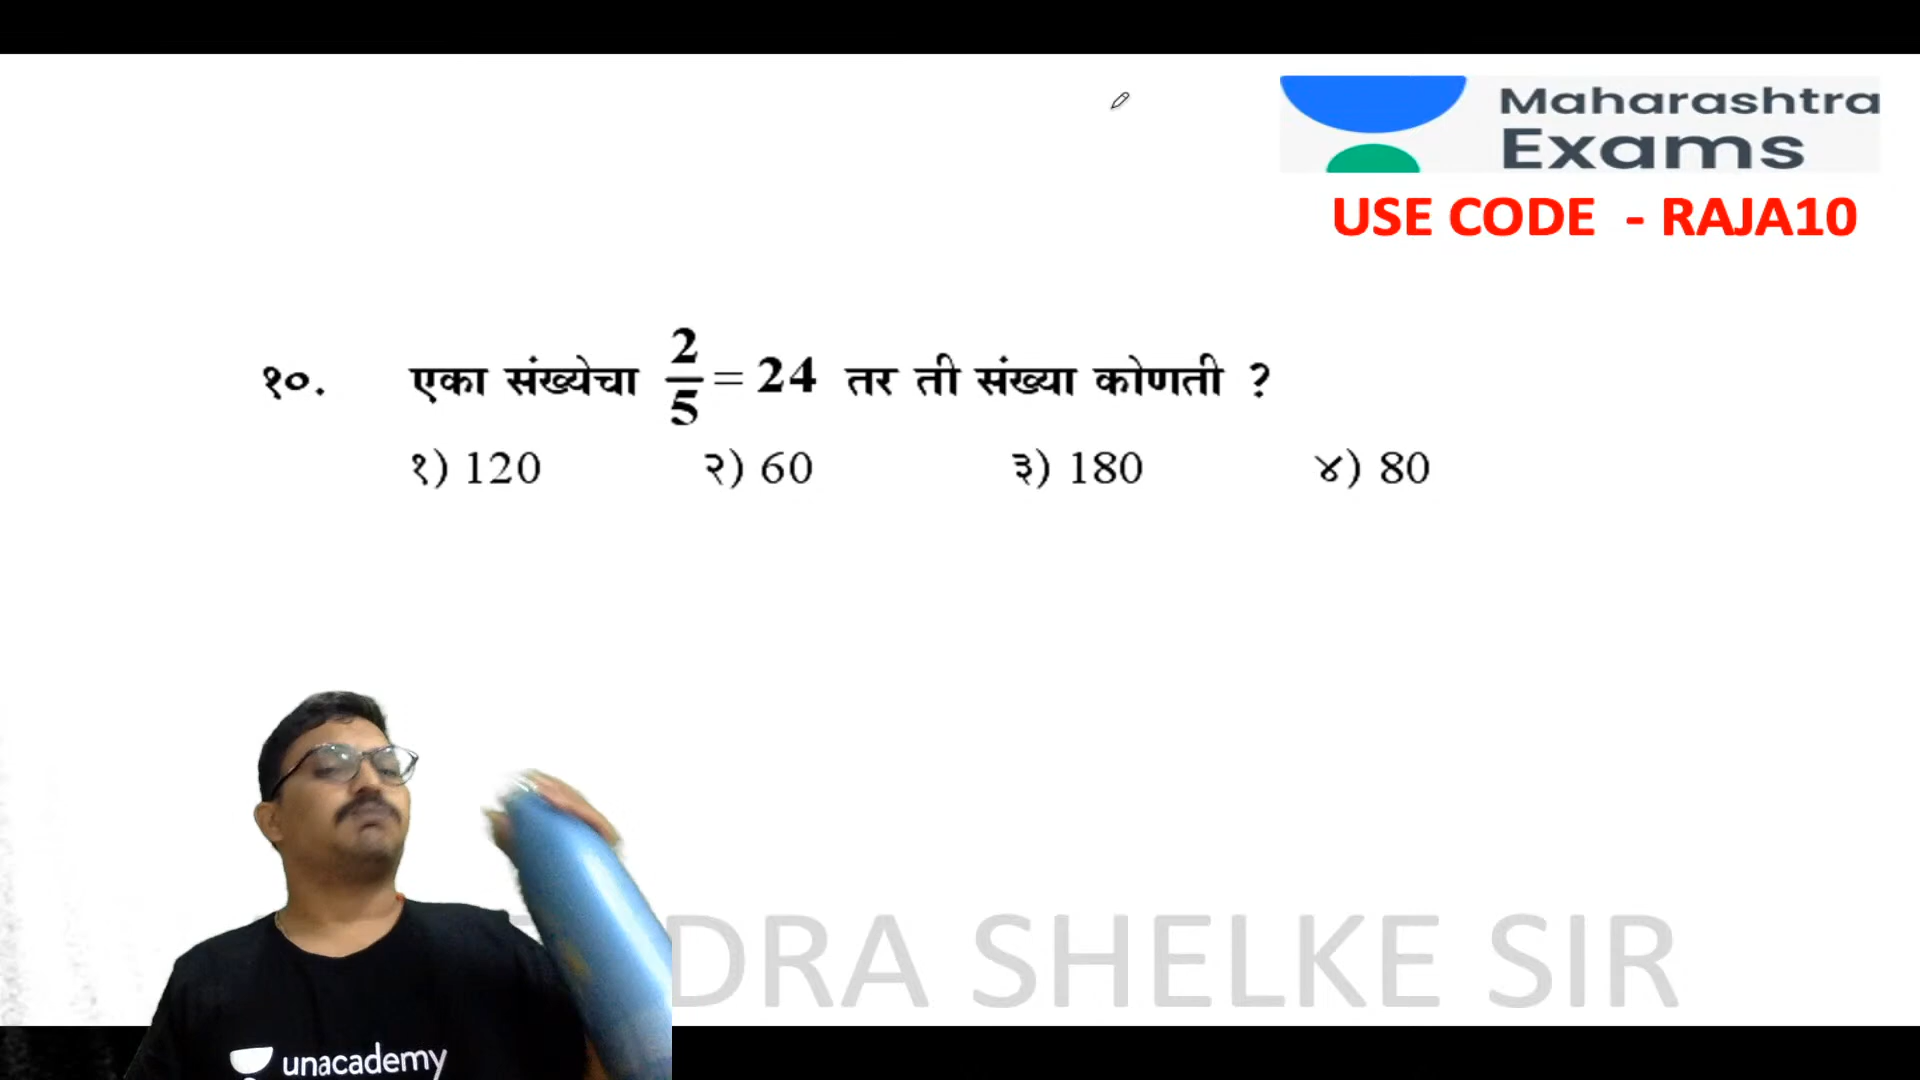 Maharashtra
Exams
USE CODE - RAJA10
१०. एका संख्येचा 2/5 = 24 तर ती संख्या कोणती ?
१) 120 २) 60 ३) 180 ४) 80
DRA SHELKE SIR
unacademy